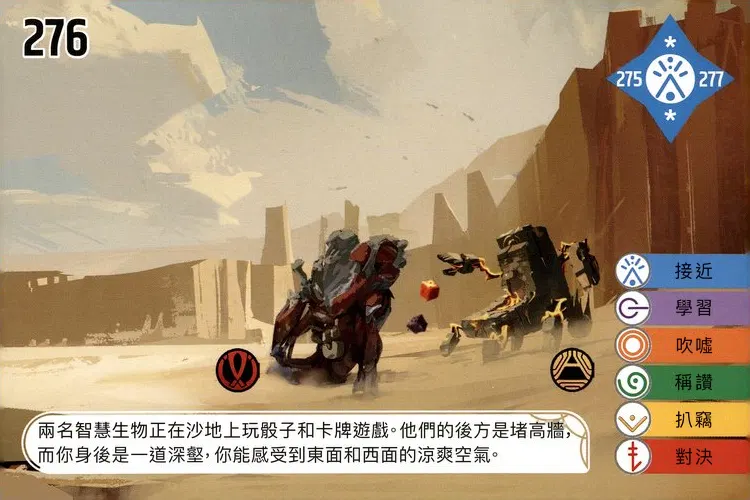 276
*
275 277
*
接近
學習
吹噓
稱讚
扒竊
對決
兩名智慧生物正在沙地上玩骰子和卡牌遊戲。他們的後方是堵高牆，
而你身後是一道深壑，你能感受到東面和西面的涼爽空氣。